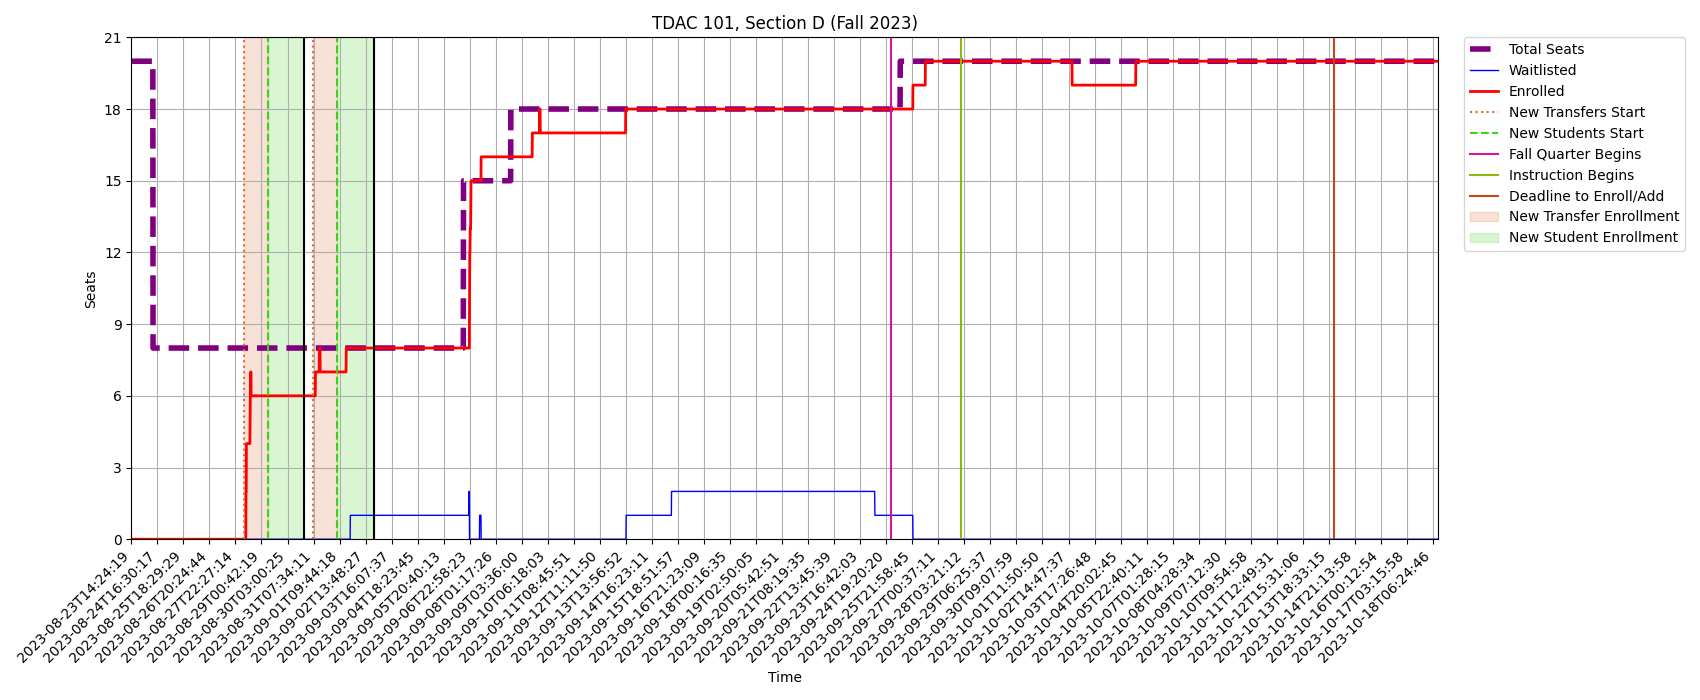 TDAC 101, Section D (Fall 2023)
21
18
15
12
9
6
3
0
Seats
2023-08-23T14:24:19
2023-08-24T16:30:17
2023-08-25T18:29:29
2023-08-26T20:24:44
2023-08-27T22:27:14
2023-08-29T00:42:19
2023-08-30T03:00:25
2023-08-31T07:34:11
2023-09-01T09:44:18
2023-09-02T13:48:27
2023-09-03T16:07:37
2023-09-04T18:23:45
2023-09-05T20:40:13
2023-09-06T22:58:23
2023-09-08T01:17:26
2023-09-09T03:36:00
2023-09-10T06:18:03
2023-09-11T08:45:51
2023-09-12T11:11:50
2023-09-13T13:56:52
2023-09-14T16:23:11
2023-09-15T18:51:57
2023-09-16T21:23:09
2023-09-18T00:16:35
2023-09-19T02:50:05
2023-09-20T05:42:51
2023-09-21T08:19:35
2023-09-22T13:45:39
2023-09-23T16:42:03
2023-09-24T19:20:20
2023-09-25T21:58:45
2023-09-27T00:37:11
2023-09-28T03:21:12
2023-09-29T06:25:37
2023-09-30T09:07:59
2023-10-01T11:50:50
2023-10-02T14:47:37
2023-10-03T17:26:48
2023-10-04T20:02:45
2023-10-05T22:40:11
2023-10-07T01:28:15
2023-10-08T04:28:34
2023-10-09T07:12:30
2023-10-10T09:54:58
2023-10-11T12:49:31
2023-10-12T15:31:06
2023-10-13T18:33:15
2023-10-14T21:13:58
2023-10-16T00:12:54
2023-10-17T03:15:58
2023-10-18T06:24:46
Time
Total Seats
Waitlisted
Enrolled
New Transfers Start
New Students Start
Fall Quarter Begins
Instruction Begins
Deadline to Enroll/Add
New Transfer Enrollment
New Student Enrollment